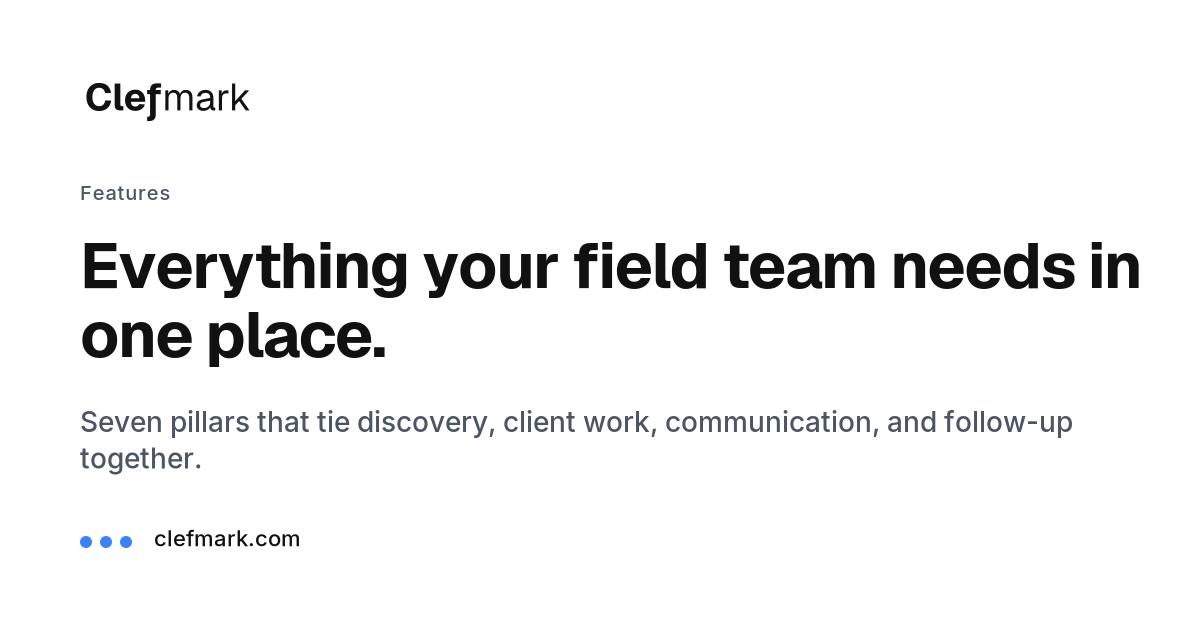 Clefmark
Features
Everything your field team needs in
one place.
Seven pillars that tie discovery, client work, communication, and follow-up
together.
clefmark.com